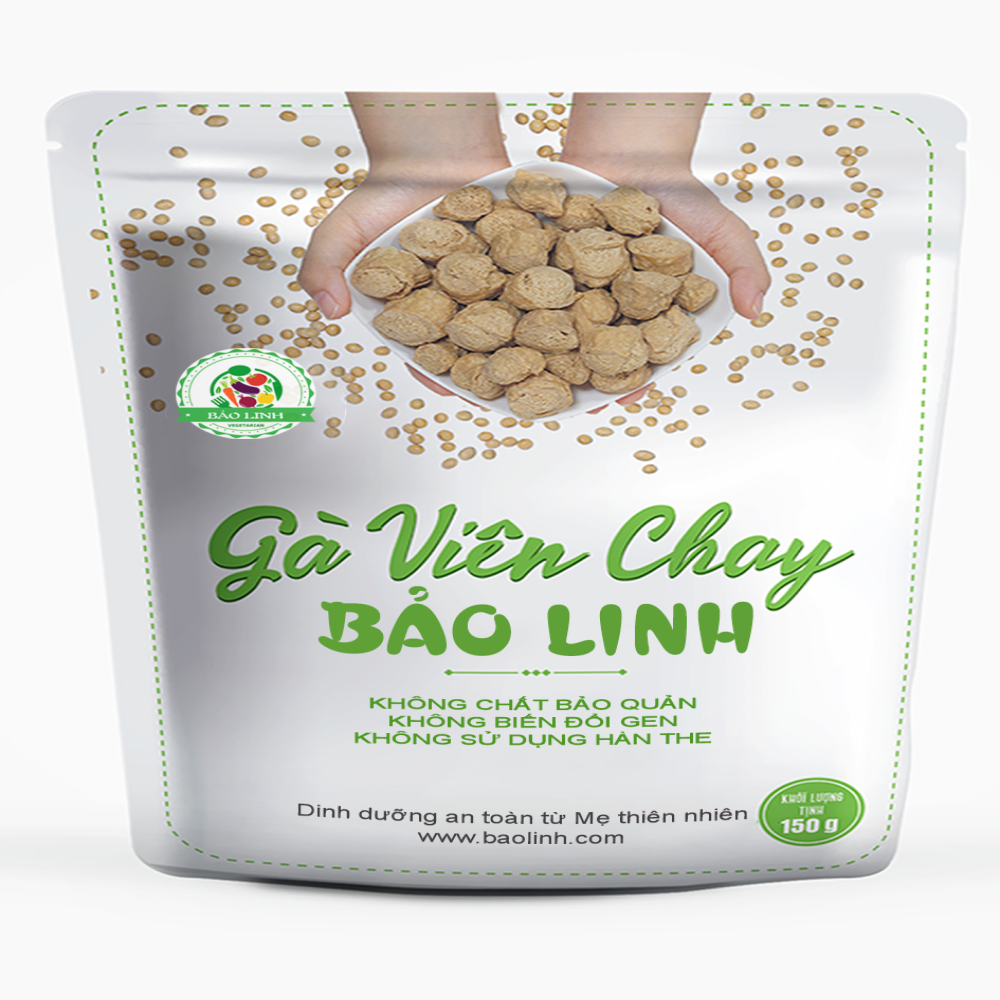 BẢO LINH
VEGETARIAN
Gà Viên Chay
BẢO LINH
KHÔNG CHẤT BẢO QUẢN
KHÔNG BIẾN ĐỔI GEN
KHÔNG SỬ DỤNG HÀN THE
KHỐI LƯỢNG
TỊNH
150 g
Dinh dưỡng an toàn từ Mẹ thiên nhiên
www.baolinh.com